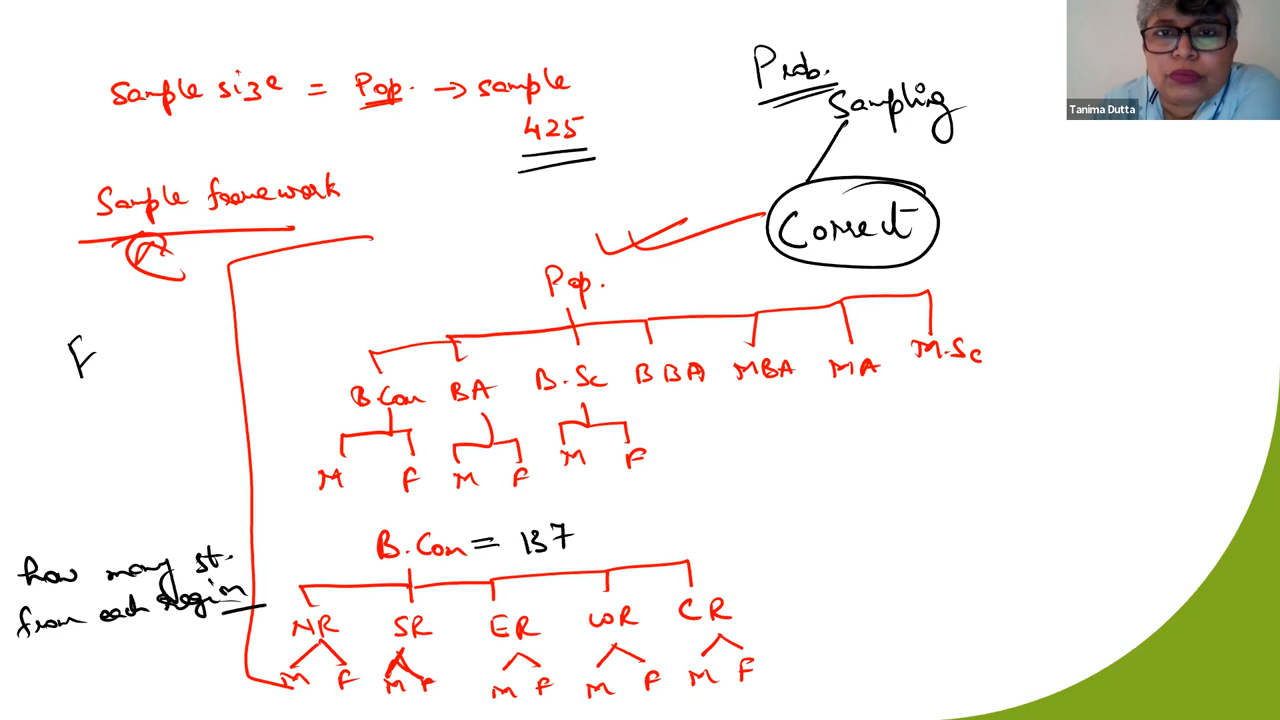 Sample size = Pop. → sample
425
Prob.
Sampling
Tanima Dutta
Sample framework
Correct
Pop.
B.Com BA B.Sc BBA MBA MA M.Sc
M F M F M F
F
B.Com = 137
how many st.
from each region
NR SR ER WR CR
M F M F M F M F M F